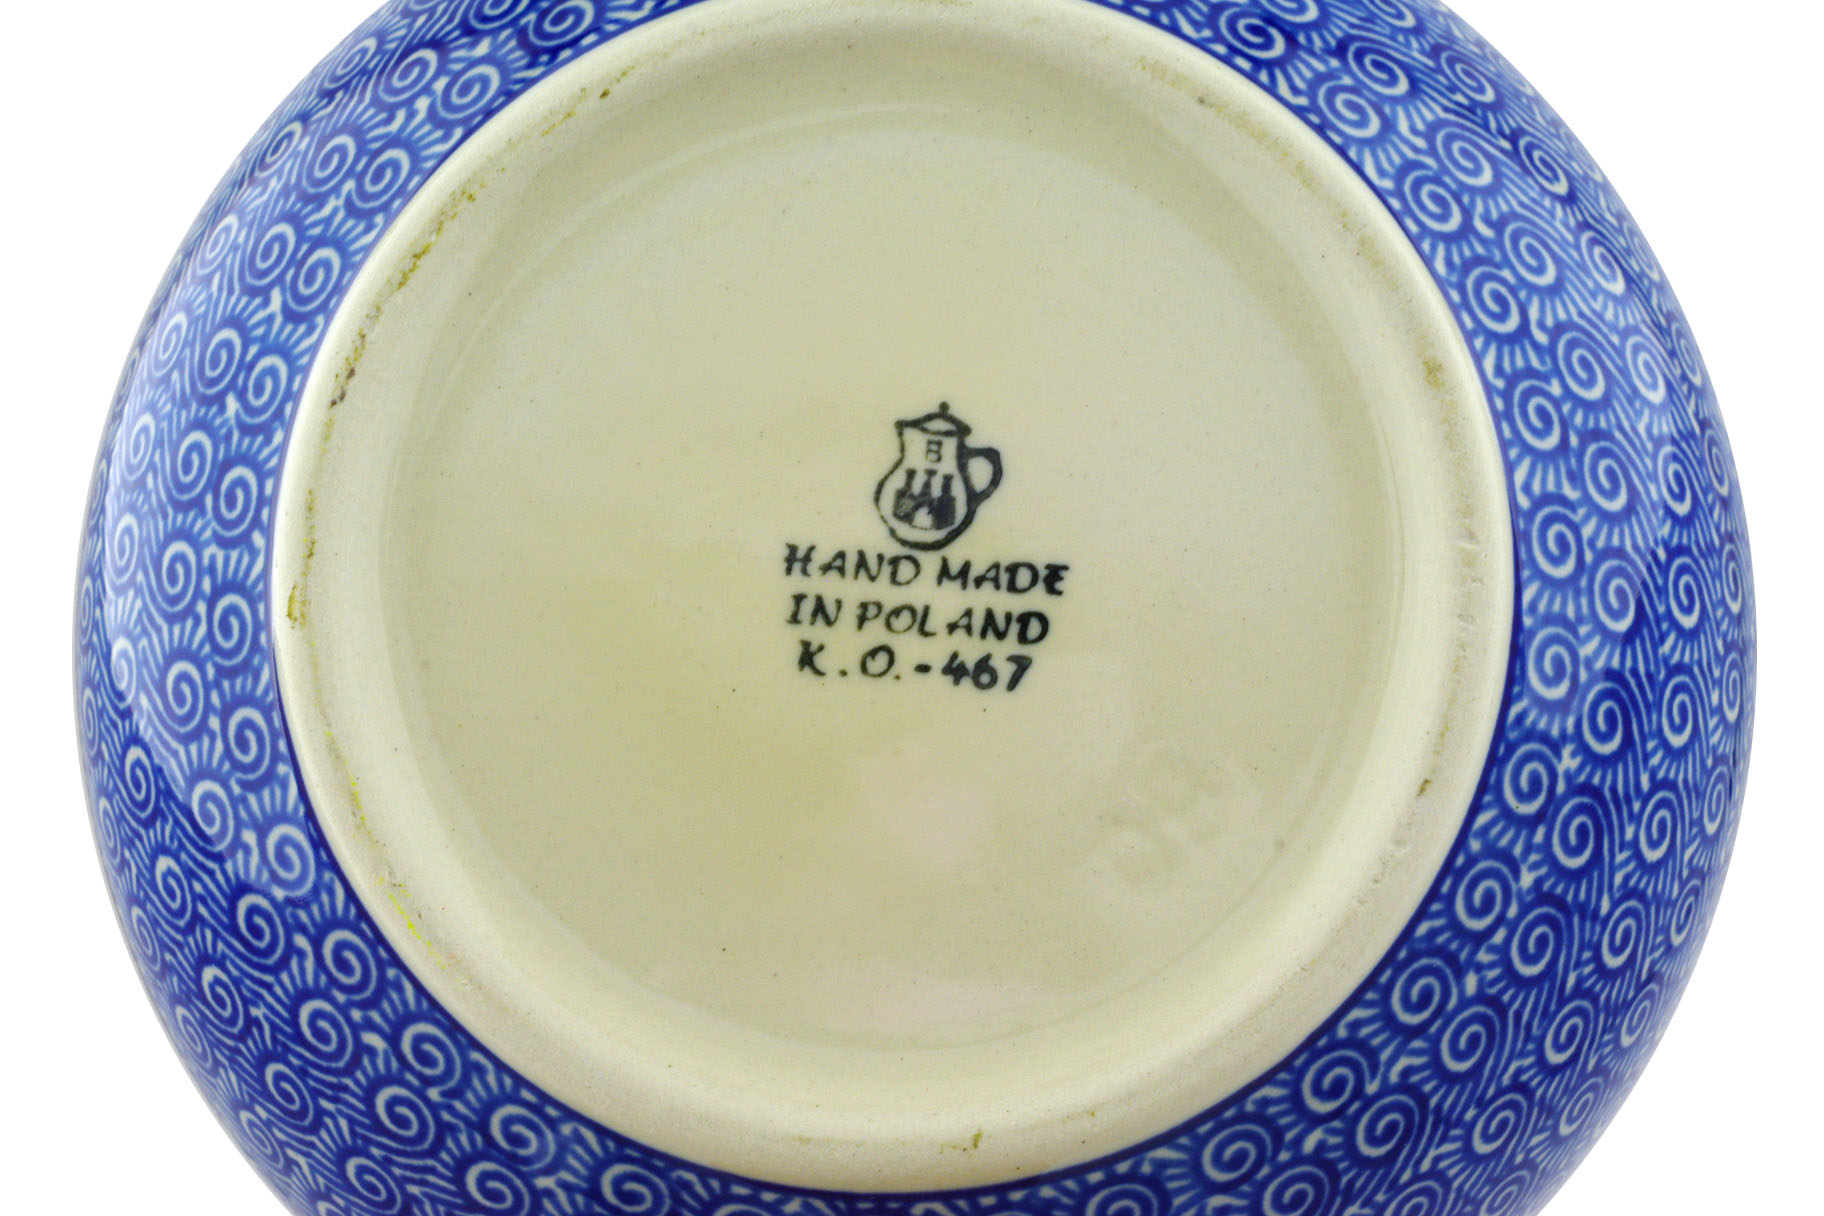 B
HAND MADE
IN POLAND
K.O.-467